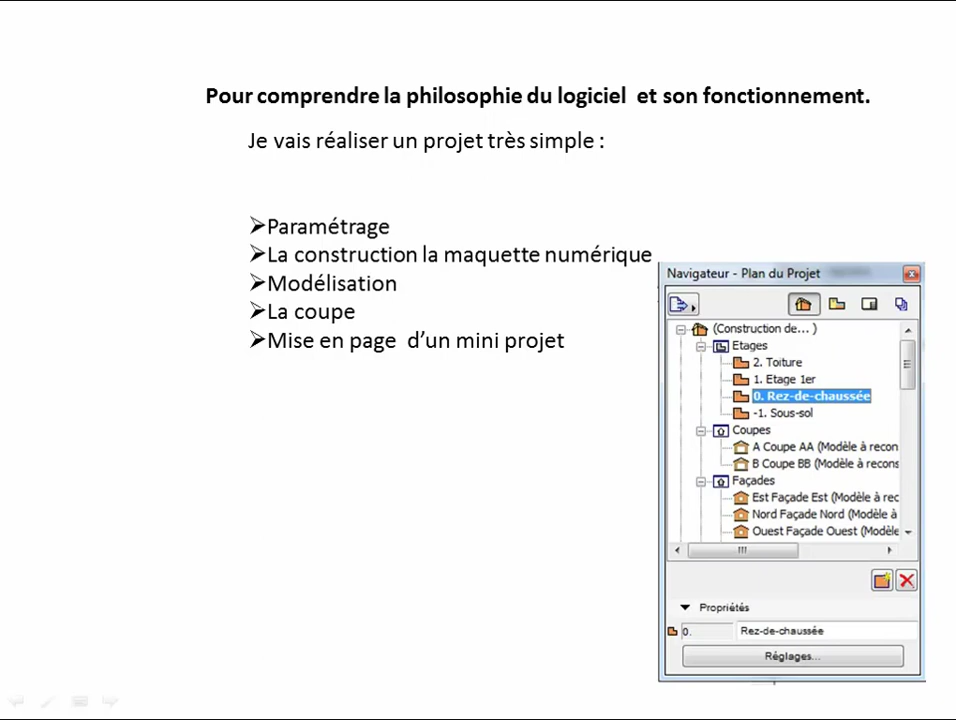 Pour comprendre la philosophie du logiciel et son fonctionnement.
Je vais réaliser un projet très simple :
➢Paramétrage
➢La construction la maquette numérique
➢Modélisation
➢La coupe
➢Mise en page d'un mini projet
Navigateur - Plan du Projet
(Construction de... )
Etages
2. Toiture
1. Etage 1er
0. Rez-de-chaussée
-1. Sous-sol
Coupes
A Coupe AA (Modèle à recon
B Coupe BB (Modèle à recons
Façades
Est Façade Est (Modèle à rec
Nord Façade Nord (Modèle à
Ouest Façade Ouest (Modèle
Propriétés
0. Rez-de-chaussée
Réglages...